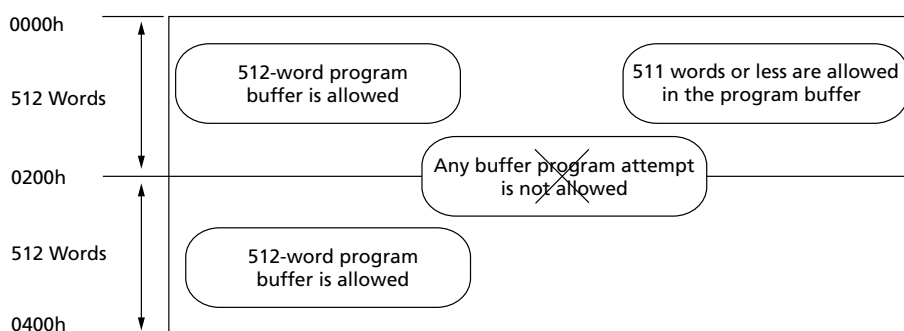 0000h
512 Words
512-word program
buffer is allowed
511 words or less are allowed
in the program buffer
0200h
Any buffer program attempt
is not allowed
512 Words
512-word program
buffer is allowed
0400h